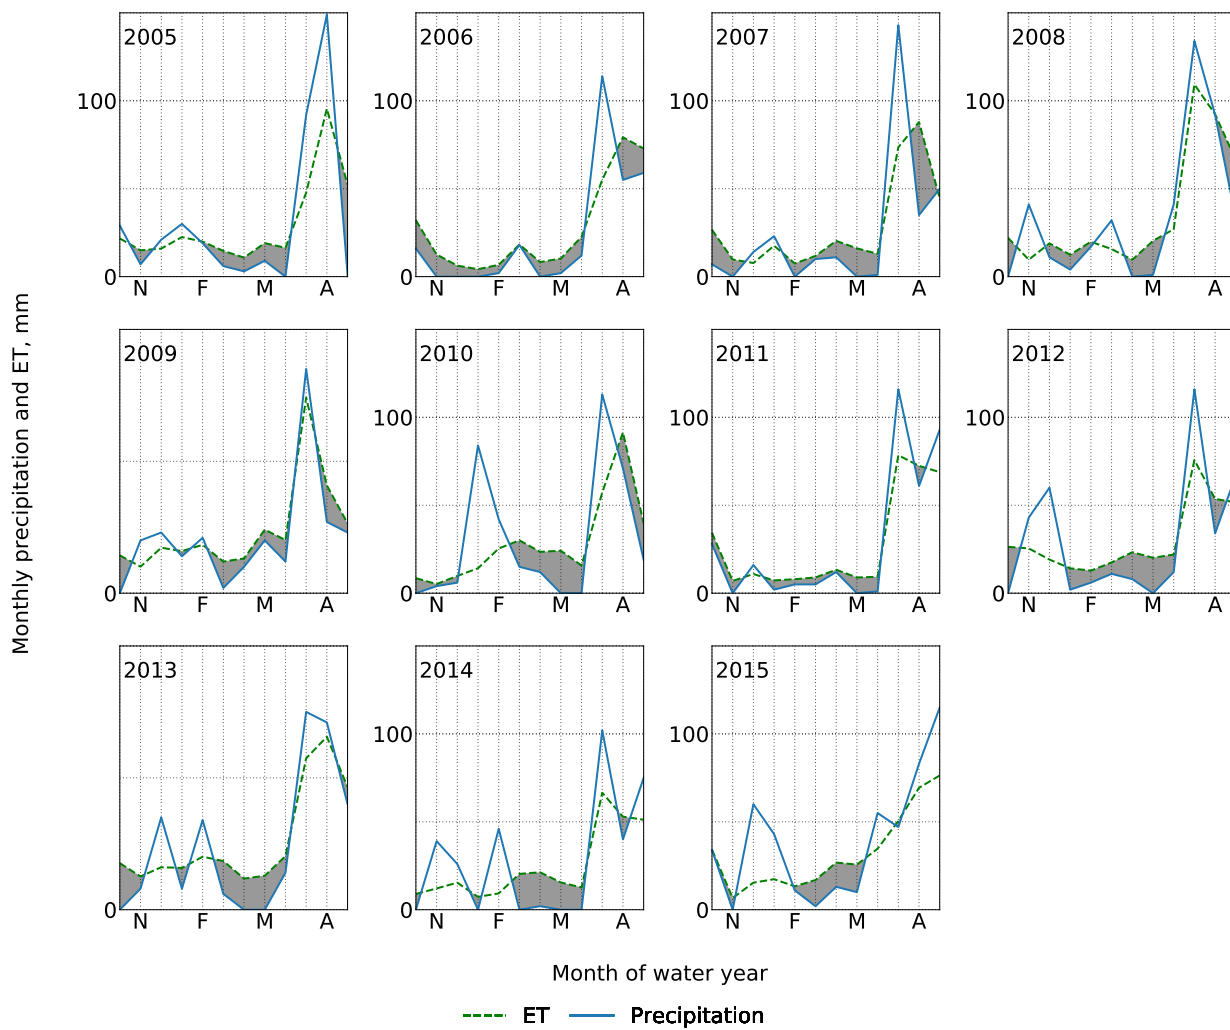 2005 2006 2007 2008
100 100 100 100
0 0 0 0
N F M A N F M A N F M A N F M A
Monthly precipitation and ET, mm
2009 2010 2011 2012
100 100 100
0 0 0
N F M A N F M A N F M A N F M A
2013 2014 2015
100 100
0 0
N F M A N F M A N F M A
Month of water year
ET Precipitation